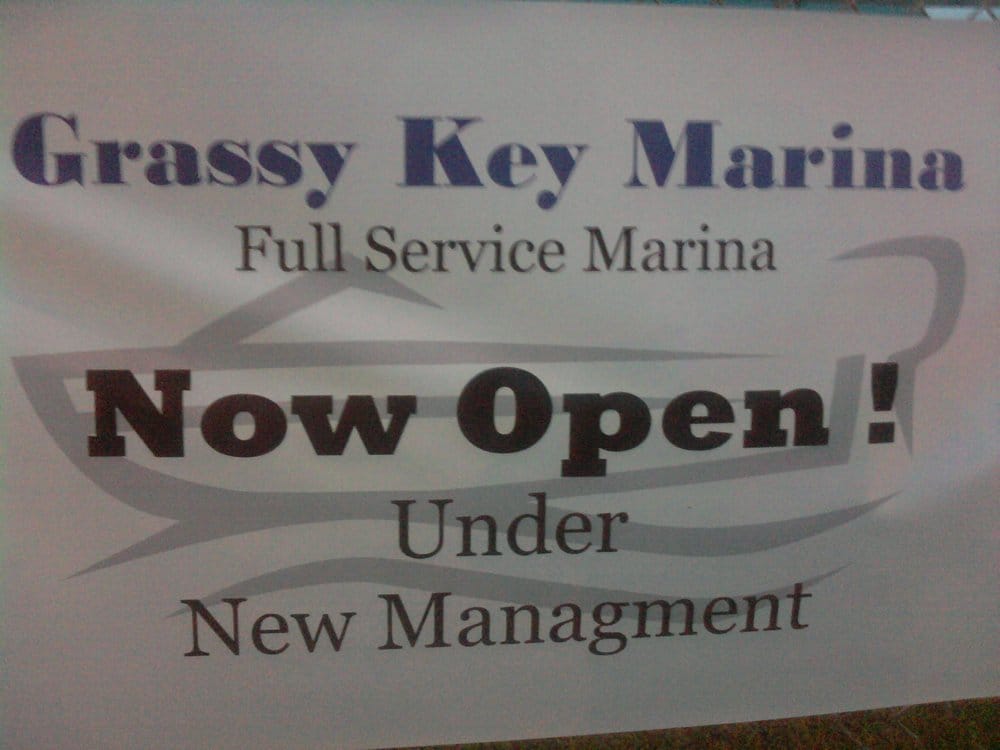 Grassy Key Marina
Full Service Marina
Now Open !
Under
New Managment